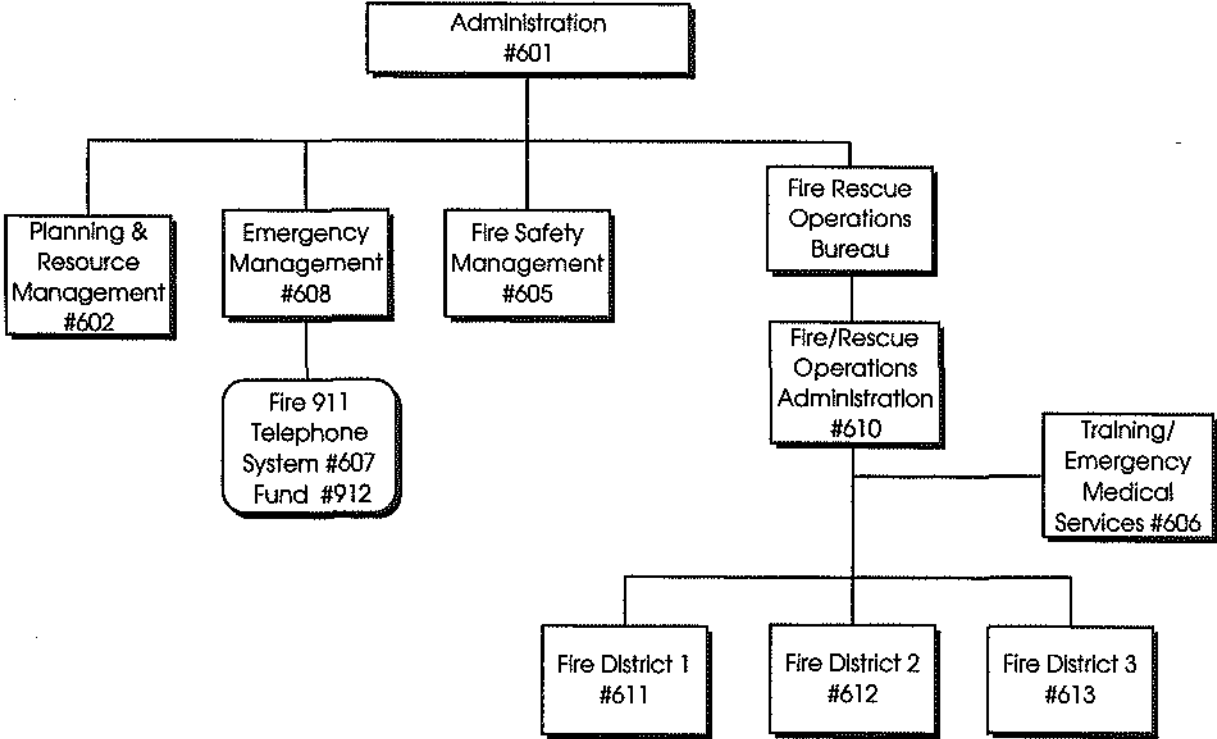 Administration
#601
Planning &
Resource
Management
#602
Emergency
Management
#608
Fire Safety
Management
#605
Fire Rescue
Operations
Bureau
Fire 911
Telephone
System #607
Fund #912
Fire/Rescue
Operations
Administration
#610
Training/
Emergency
Medical
Services #606
Fire District 1
#611
Fire District 2
#612
Fire District 3
#613